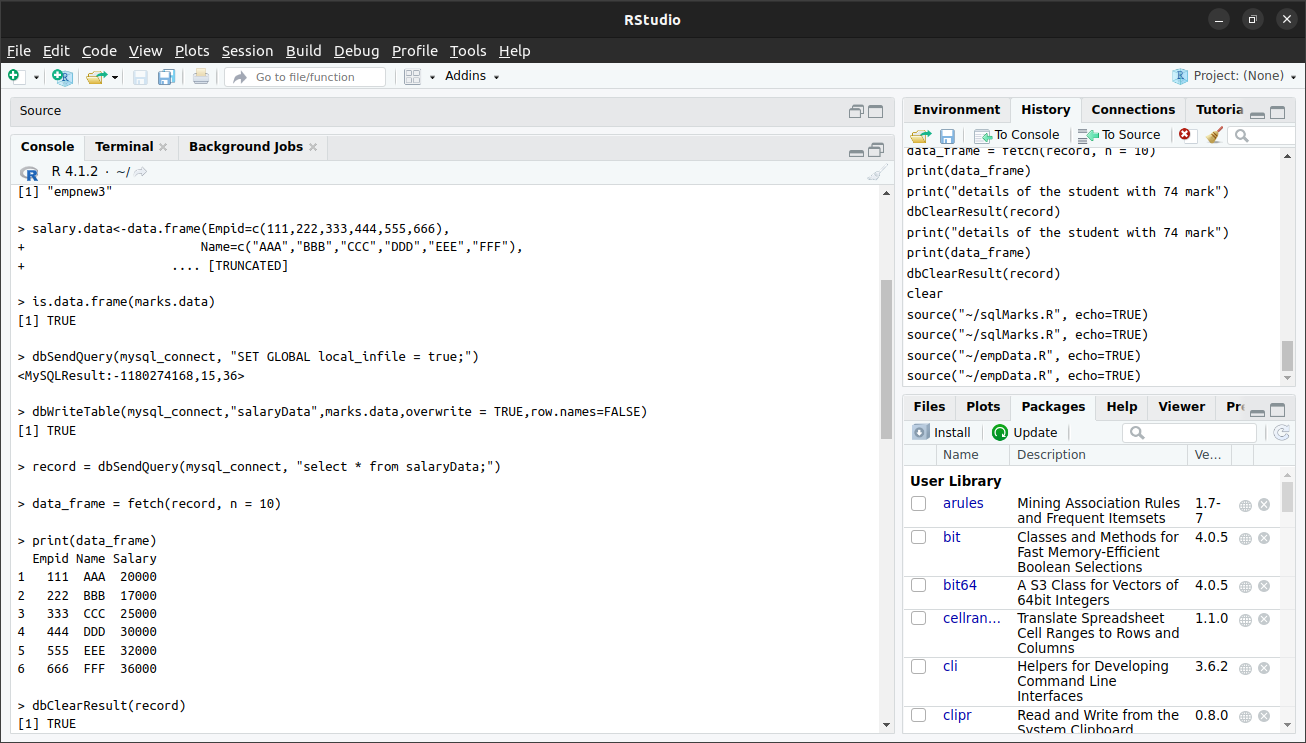 RStudio
File Edit Code View Plots Session Build Debug Profile Tools Help
Go to file/function
Addins
Project: (None)
Source
Console Terminal Background Jobs
R 4.1.2 · ~/
[1] "empnew3"
> salary.data<-data.frame(Empid=c(111,222,333,444,555,666),
+ Name=c("AAA","BBB","CCC","DDD","EEE","FFF"),
+ .... [TRUNCATED]
> is.data.frame(marks.data)
[1] TRUE
> dbSendQuery(mysql_connect, "SET GLOBAL local_infile = true;")
<MySQLResult:-1180274168,15,36>
> dbWriteTable(mysql_connect,"salaryData",marks.data,overwrite = TRUE,row.names=FALSE)
[1] TRUE
> record = dbSendQuery(mysql_connect, "select * from salaryData;")
> data_frame = fetch(record, n = 10)
> print(data_frame)
Empid Name Salary
1 111 AAA 20000
2 222 BBB 17000
3 333 CCC 25000
4 444 DDD 30000
5 555 EEE 32000
6 666 FFF 36000
> dbClearResult(record)
[1] TRUE
Environment History Connections Tutoria
To Console To Source
data_frame = fetch(record, n = 10)
print(data_frame)
print("details of the student with 74 mark")
dbClearResult(record)
print("details of the student with 74 mark")
print(data_frame)
dbClearResult(record)
clear
source("~/sqlMarks.R", echo=TRUE)
source("~/sqlMarks.R", echo=TRUE)
source("~/empData.R", echo=TRUE)
source("~/empData.R", echo=TRUE)
Files Plots Packages Help Viewer Pr
Install Update
Name Description Ve...
User Library
arules Mining Association Rules 1.7-
and Frequent Itemsets 7
bit Classes and Methods for 4.0.5
Fast Memory-Efficient
Boolean Selections
bit64 A S3 Class for Vectors of 4.0.5
64bit Integers
cellran... Translate Spreadsheet 1.1.0
Cell Ranges to Rows and
Columns
cli Helpers for Developing 3.6.2
Command Line
Interfaces
clipr Read and Write from the 0.8.0
System Clipboard